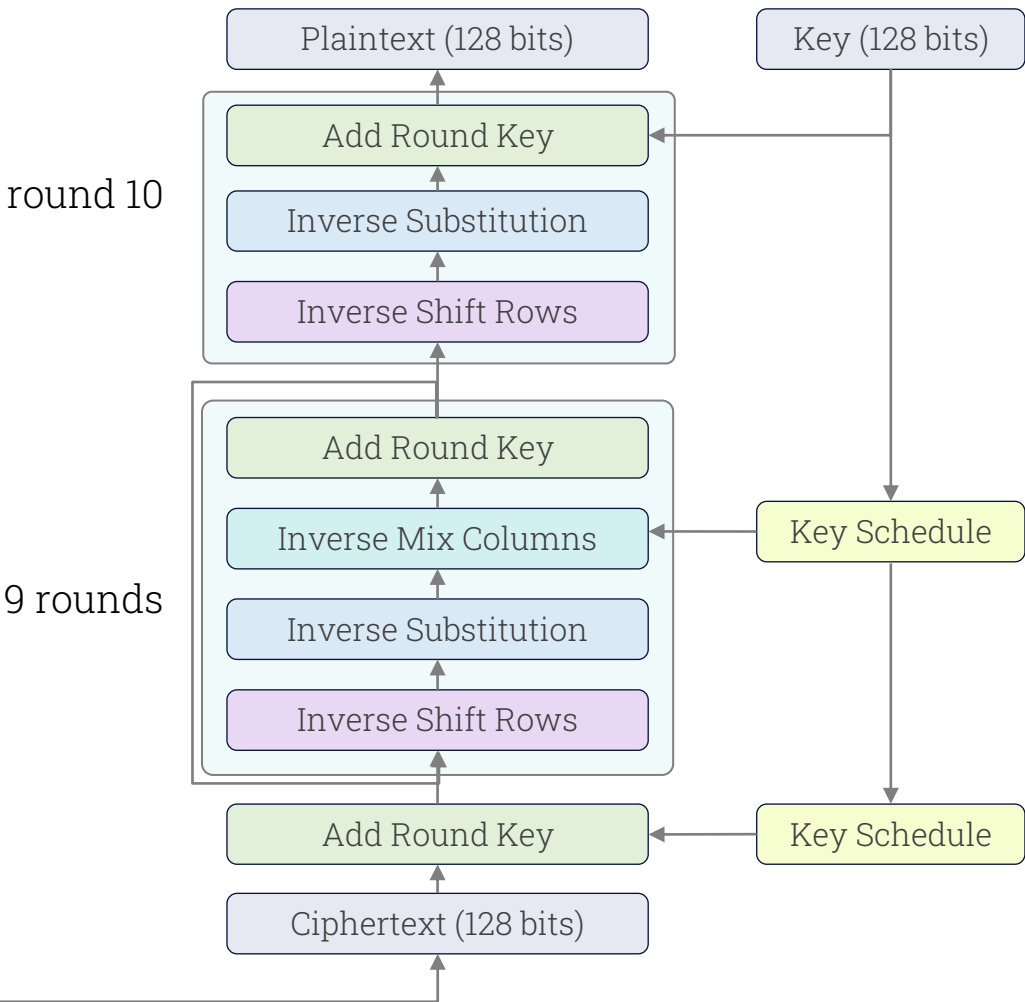 Plaintext (128 bits)
Key (128 bits)
Add Round Key
round 10
Inverse Substitution
Inverse Shift Rows
Add Round Key
Inverse Mix Columns
Key Schedule
9 rounds
Inverse Substitution
Inverse Shift Rows
Add Round Key
Key Schedule
Ciphertext (128 bits)